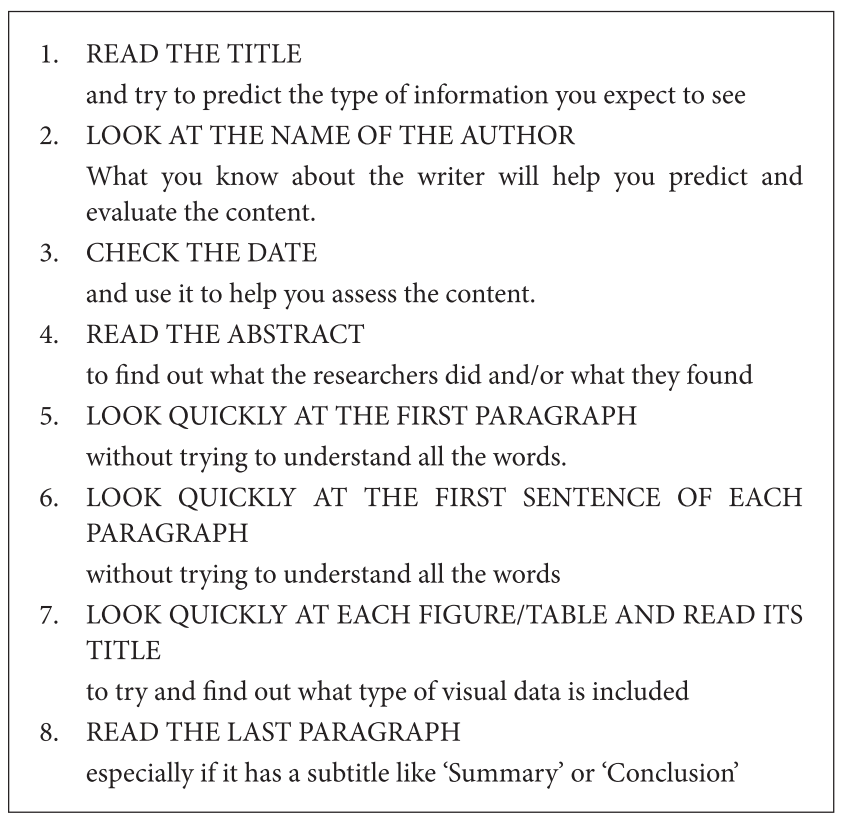 1. READ THE TITLE
and try to predict the type of information you expect to see
2. LOOK AT THE NAME OF THE AUTHOR
What you know about the writer will help you predict and
evaluate the content.
3. CHECK THE DATE
and use it to help you assess the content.
4. READ THE ABSTRACT
to find out what the researchers did and/or what they found
5. LOOK QUICKLY AT THE FIRST PARAGRAPH
without trying to understand all the words.
6. LOOK QUICKLY AT THE FIRST SENTENCE OF EACH
PARAGRAPH
without trying to understand all the words
7. LOOK QUICKLY AT EACH FIGURE/TABLE AND READ ITS
TITLE
to try and find out what type of visual data is included
8. READ THE LAST PARAGRAPH
especially if it has a subtitle like ‘Summary’ or ‘Conclusion’